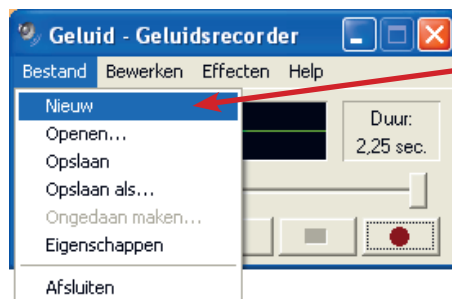 Geluid - Geluidsrecorder
Bestand Bewerken Effecten Help
Nieuw
Openen...
Opslaan
Opslaan als...
Ongedaan maken...
Eigenschappen
Afsluiten
Duur:
2,25 sec.